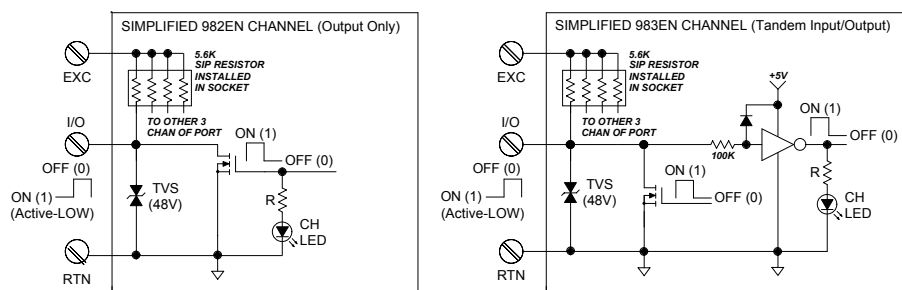 SIMPLIFIED 982EN CHANNEL (Output Only)
EXC
5.6K
SIP RESISTOR
INSTALLED
IN SOCKET
TO OTHER 3
CHAN OF PORT
I/O
ON (1)
OFF (0)
OFF (0)
ON (1)
(Active-LOW)
TVS
(48V)
R
CH
LED
RTN
SIMPLIFIED 983EN CHANNEL (Tandem Input/Output)
EXC
5.6K
SIP RESISTOR
INSTALLED
IN SOCKET
+5V
TO OTHER 3
CHAN OF PORT
I/O
ON (1)
OFF (0)
100K
OFF (0)
ON (1)
(Active-LOW)
TVS
(48V)
ON (1)
OFF (0)
R
CH
LED
RTN